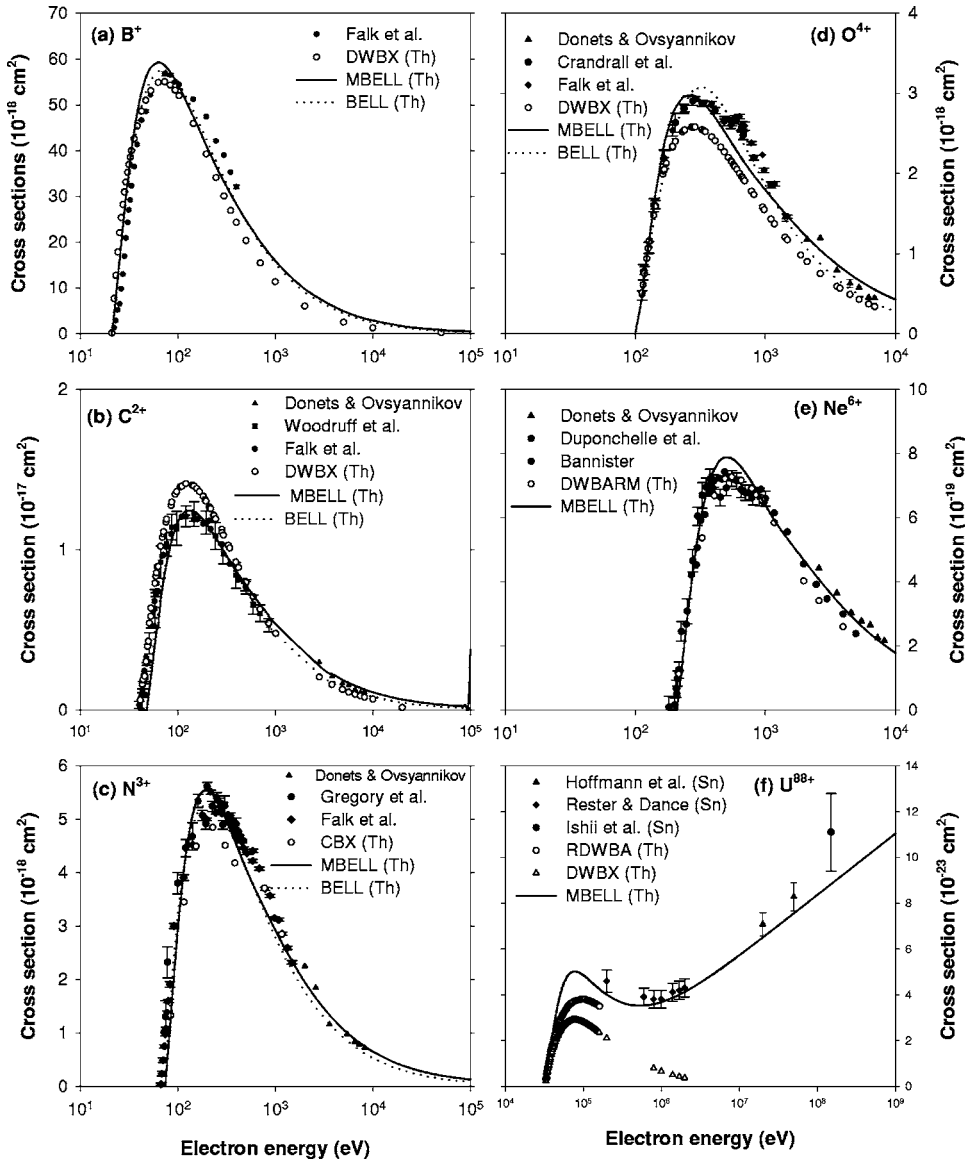 (a) B+
Falk et al.
DWBX (Th)
MBELL (Th)
BELL (Th)
Cross sections (10-18 cm2)
70
60
50
40
30
20
10
0
101 102 103 104 105
(d) O4+
Donets & Ovsyannikov
Crandrall et al.
Falk et al.
DWBX (Th)
MBELL (Th)
BELL (Th)
Cross section (10-18 cm2)
4
3
2
1
0
101 102 103 104
(b) C2+
Donets & Ovsyannikov
Woodruff et al.
Falk et al.
DWBX (Th)
MBELL (Th)
BELL (Th)
Cross section (10-17 cm2)
2
1
0
101 102 103 104 105
(e) Ne6+
Donets & Ovsyannikov
Duponchelle et al.
Bannister
DWBARM (Th)
MBELL (Th)
Cross section (10-19 cm2)
10
8
6
4
2
0
101 102 103 104
(c) N3+
Donets & Ovsyannikov
Gregory et al.
Falk et al.
CBX (Th)
MBELL (Th)
BELL (Th)
Cross section (10-18 cm2)
6
5
4
3
2
1
0
101 102 103 104 105
Electron energy (eV)
(f) U88+
Hoffmann et al. (Sn)
Rester & Dance (Sn)
Ishii et al. (Sn)
RDWBA (Th)
DWBX (Th)
MBELL (Th)
Cross section (10-23 cm2)
14
12
10
8
6
4
2
0
104 105 106 107 108 109
Electron energy (eV)